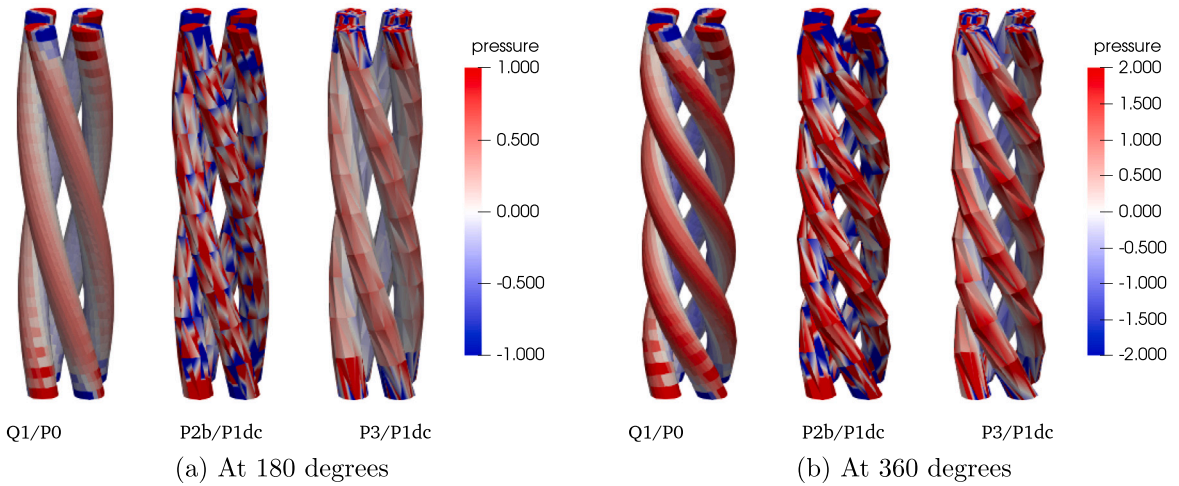 pressure
1.000
0.500
0.000
-0.500
-1.000
Q1/P0
P2b/P1dc
P3/P1dc
(a) At 180 degrees
pressure
2.000
1.500
1.000
0.500
0.000
-0.500
-1.000
-1.500
-2.000
Q1/P0
P2b/P1dc
P3/P1dc
(b) At 360 degrees